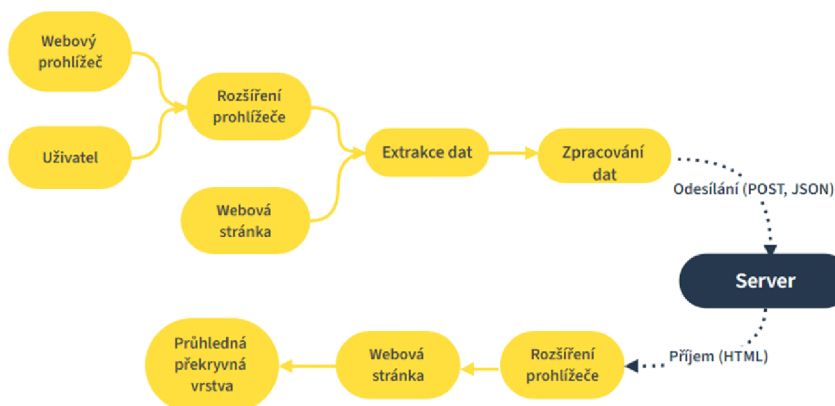 Webový
prohlížeč
Rozšíření
prohlížeče
Uživatel
Extrakce dat
Zpracování
dat
Webová
stránka
Odesílání (POST, JSON)
Server
Příjem (HTML)
Rozšíření
prohlížeče
Webová
stránka
Průhledná
překryvná
vrstva